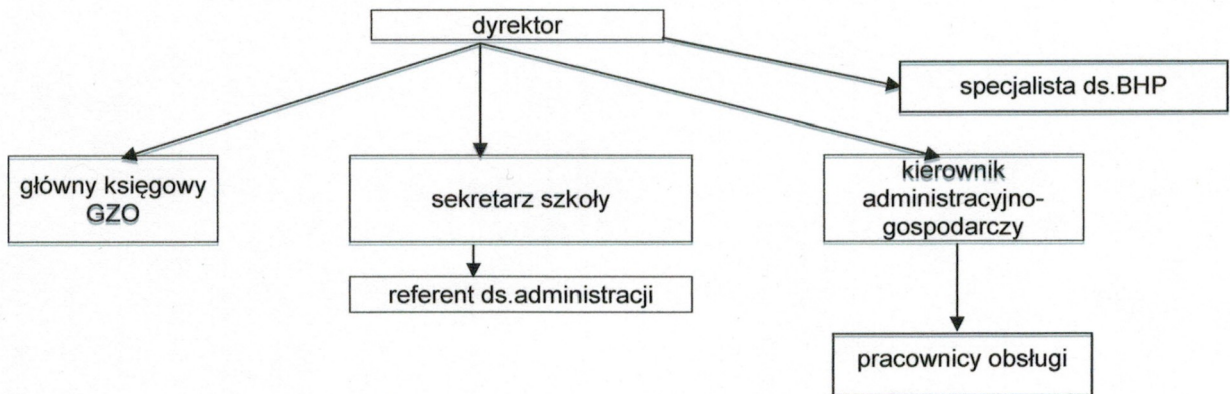 dyrektor
specjalista ds.BHP
główny księgowy
GZO
sekretarz szkoły
kierownik
administracyjno-
gospodarczy
referent ds.administracji
pracownicy obsługi